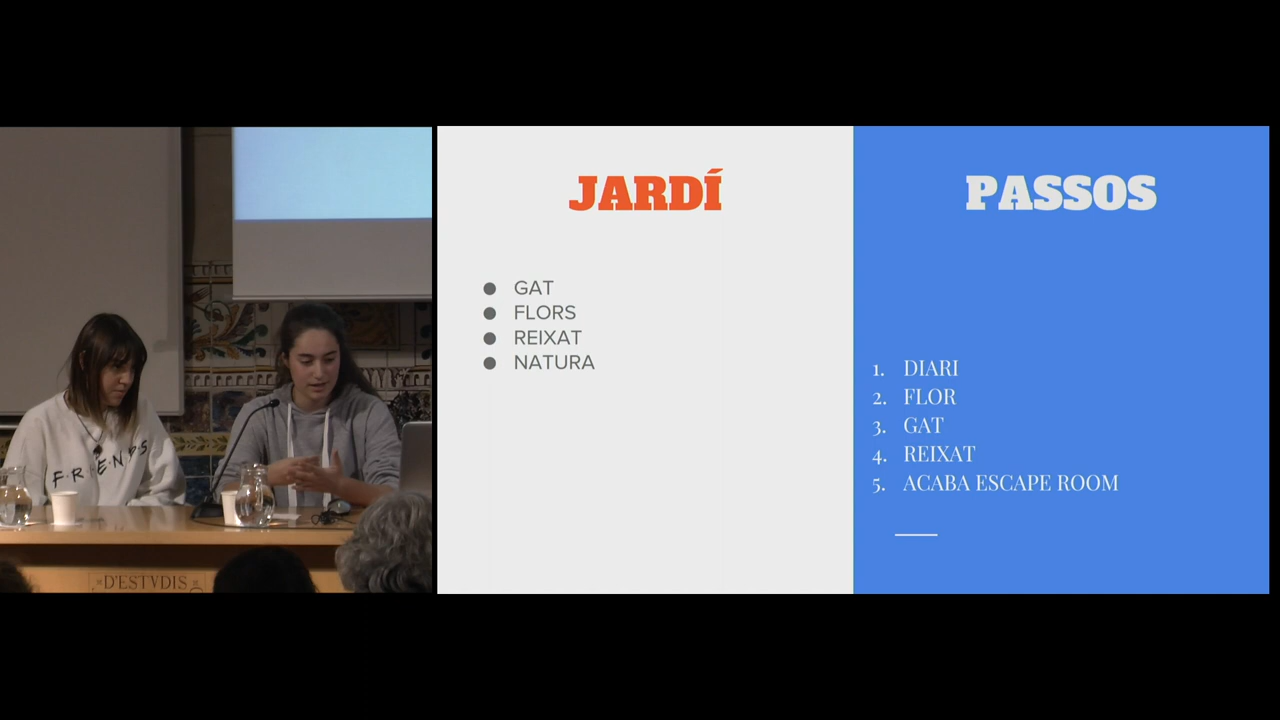 F·R·I·E·N·D·S
D'ESTVDIS
JARDÍ
GAT
FLORS
REIXAT
NATURA
PASSOS
1. DIARI
2. FLOR
3. GAT
4. REIXAT
5. ACABA ESCAPE ROOM